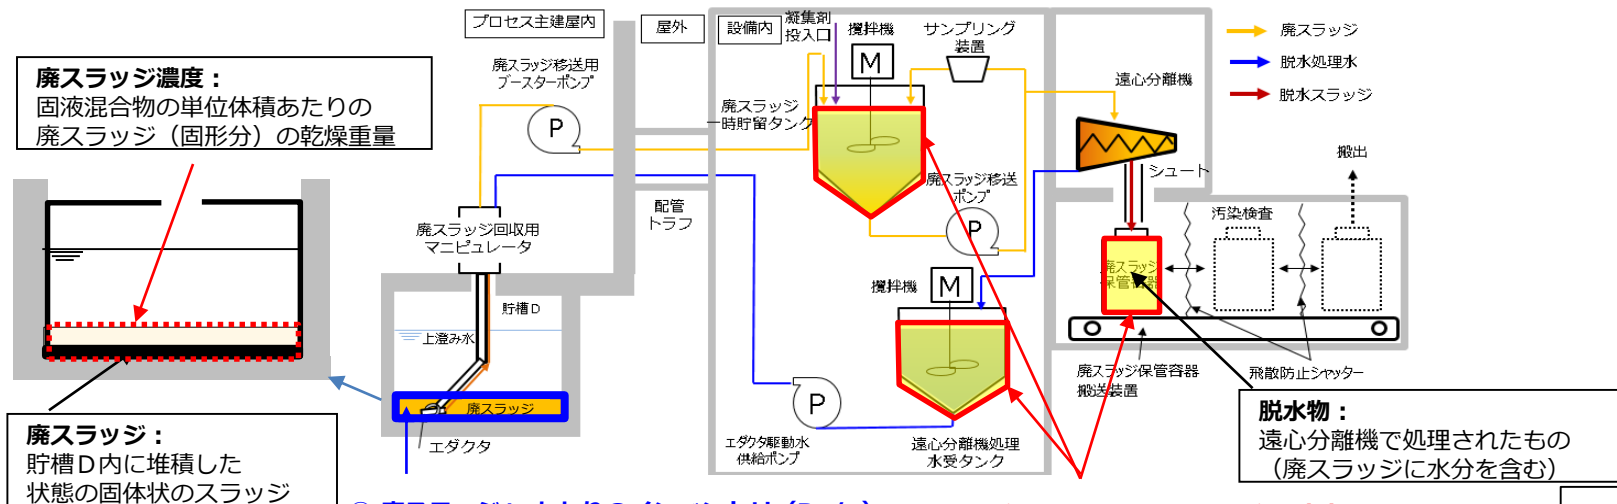 プロセス主建屋内
屋外
設備内
凝集剤
投入口
攪拌機
サンプリング
装置
廃スラッジ
脱水処理水
脱水スラッジ
廃スラッジ濃度：
固液混合物の単位体積あたりの
廃スラッジ（固形分）の乾燥重量
廃スラッジ移送用
ブースターポンプ
P
M
廃スラッジ
一時貯留タンク
遠心分離機
シュート
搬出
廃スラッジ移送
ポンプ
P
配管
トラフ
廃スラッジ回収用
マニピュレータ
汚染検査
廃スラッジ
保管容器
攪拌機
M
貯槽D
上澄み水
廃スラッジ
エダクタ
P
エダクタ駆動水
供給ポンプ
遠心分離機処理
水受タンク
廃スラッジ保管容器
搬送装置
飛散防止シャッター
廃スラッジ：
貯槽D内に堆積した
状態の固体状のスラッジ
脱水物：
遠心分離機で処理されたもの
（廃スラッジに水分を含む）